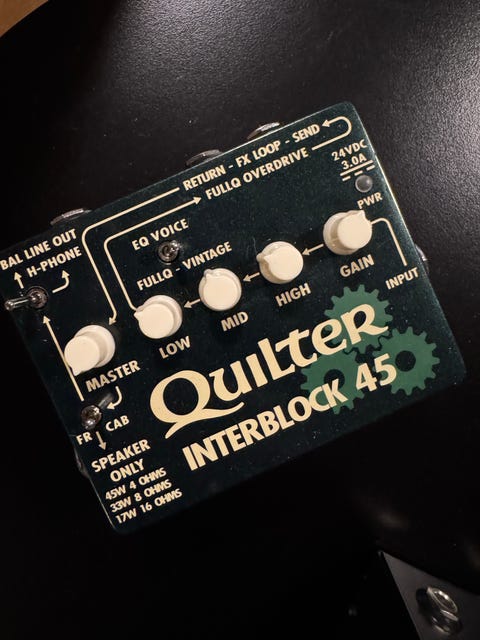 RETURN - FX LOOP - SEND
FULLQ OVERDRIVE
24VDC
3.0A
PWR
BAL LINE OUT
H-PHONE
EQ VOICE
FULLQ - VINTAGE
INPUT
MASTER
LOW
MID
HIGH
GAIN
QUILTER
INTERBLOCK 45
FR
CAB
SPEAKER
ONLY
45W 4 OHMS
33W 8 OHMS
17W 16 OHMS